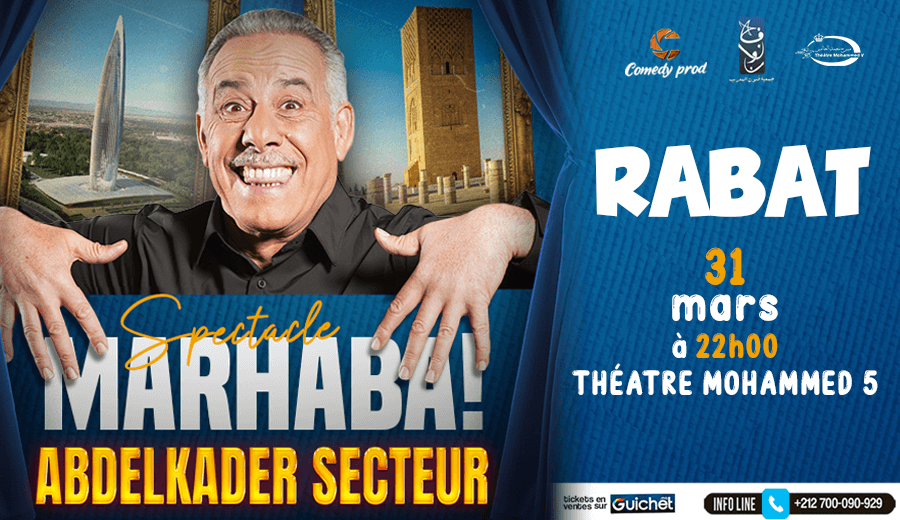 Comedy prod
Théâtre Mohammed V
RABAT
31
mars
à 22h00
THÉATRE MOHAMMED 5
Spectacle
MARHABA!
ABDELKADER SECTEUR
tickets en
ventes sur
Guichet
INFO LINE
+212 700-090-929